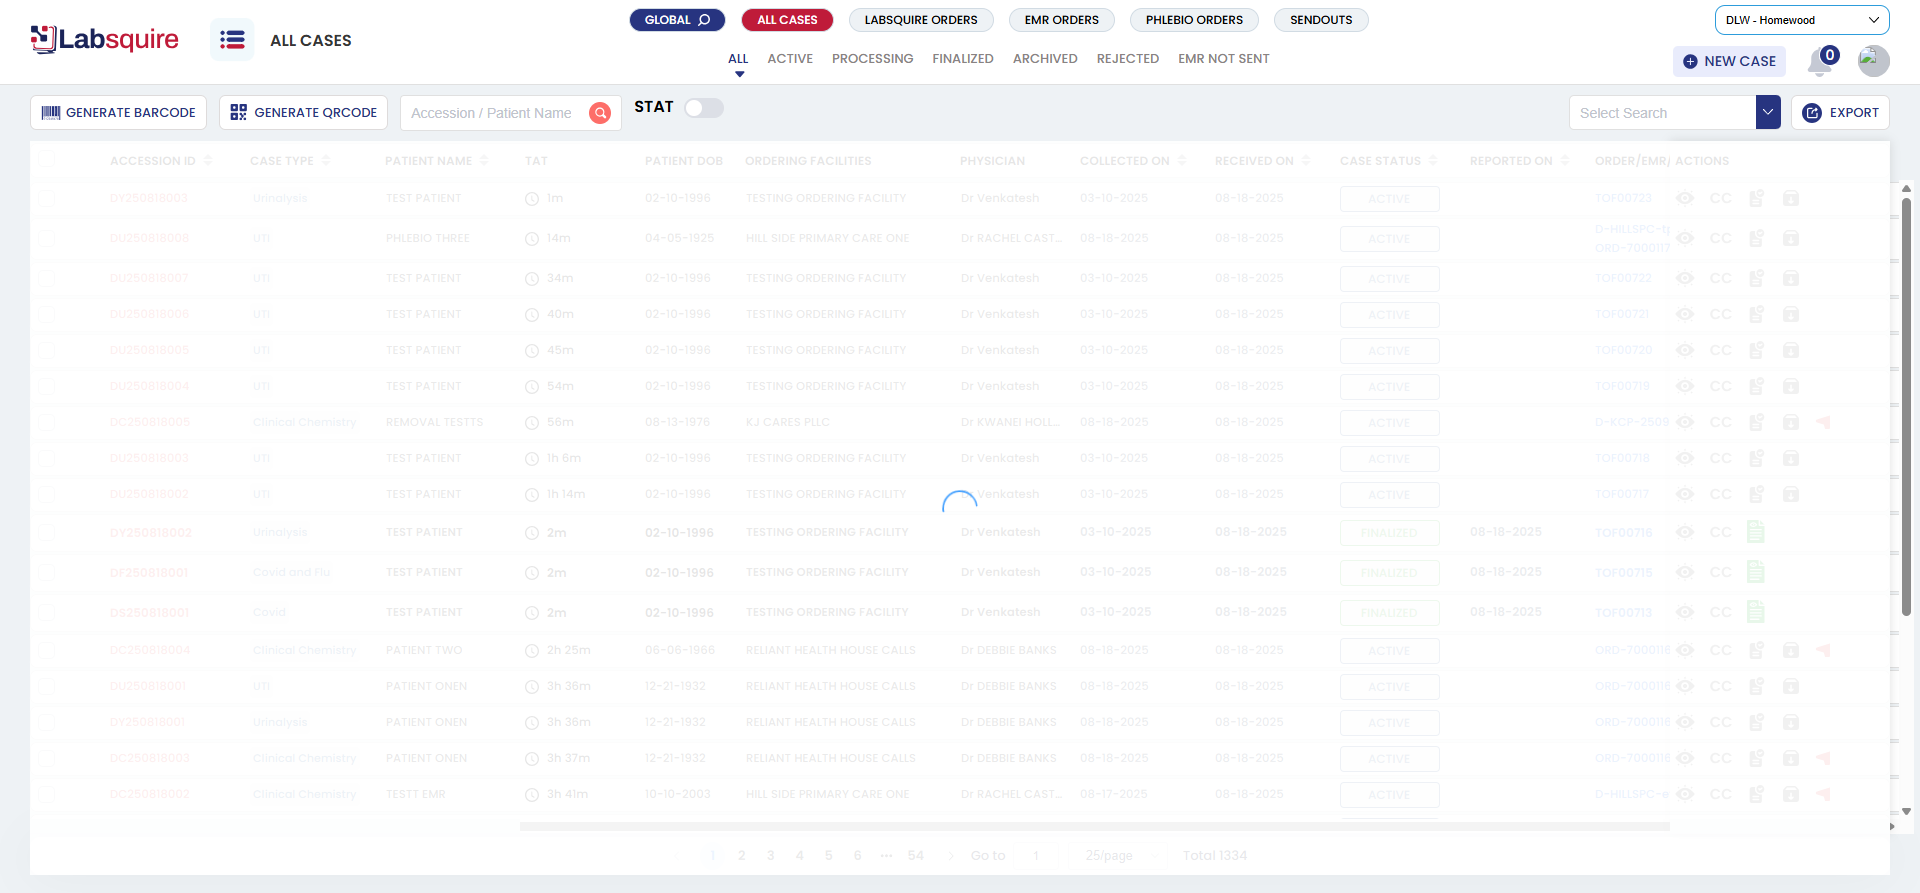 Labsquire
ALL CASES
GLOBAL
ALL CASES
LABSQUIRE ORDERS
EMR ORDERS
PHLEBIO ORDERS
SENDOUTS
DLW - Homewood
ALL
ACTIVE
PROCESSING
FINALIZED
ARCHIVED
REJECTED
EMR NOT SENT
NEW CASE
0
GENERATE BARCODE
GENERATE QRCODE
Accession / Patient Name
STAT
Select Search
EXPORT
ACCESSION ID CASE TYPE PATIENT NAME TAT PATIENT DOB ORDERING FACILITIES PHYSICIAN COLLECTED ON RECEIVED ON CASE STATUS REPORTED ON ORDER/EMR/ ACTIONS
DY250818003 Urinalysis TEST PATIENT 1m 02-10-1996 TESTING ORDERING FACILITY Dr Venkatesh 03-10-2025 08-18-2025 ACTIVE TOF00723 CC
DU250818008 UTI PHLEBIO THREE 14m 04-05-1925 HILL SIDE PRIMARY CARE ONE Dr RACHEL CAST... 08-18-2025 08-18-2025 ACTIVE D-HILLSPC- ORD-7000117 CC
DU250818007 UTI TEST PATIENT 34m 02-10-1996 TESTING ORDERING FACILITY Dr Venkatesh 03-10-2025 08-18-2025 ACTIVE TOF00722 CC
DU250818006 UTI TEST PATIENT 40m 02-10-1996 TESTING ORDERING FACILITY Dr Venkatesh 03-10-2025 08-18-2025 ACTIVE TOF00721 CC
DU250818005 UTI TEST PATIENT 45m 02-10-1996 TESTING ORDERING FACILITY Dr Venkatesh 03-10-2025 08-18-2025 ACTIVE TOF00720 CC
DU250818004 UTI TEST PATIENT 54m 02-10-1996 TESTING ORDERING FACILITY Dr Venkatesh 03-10-2025 08-18-2025 ACTIVE TOF00719 CC
DC250818005 Clinical Chemistry REMOVAL TESTTS 56m 08-13-1976 KJ CARES PLLC Dr KWANEI HOLL... 08-18-2025 08-18-2025 ACTIVE D-KCP-2509 CC
DU250818003 UTI TEST PATIENT 1h 6m 02-10-1996 TESTING ORDERING FACILITY Dr Venkatesh 03-10-2025 08-18-2025 ACTIVE TOF00718 CC
DU250818002 UTI TEST PATIENT 1h 14m 02-10-1996 TESTING ORDERING FACILITY Dr Venkatesh 03-10-2025 08-18-2025 ACTIVE TOF00717 CC
DY250818002 Urinalysis TEST PATIENT 2m 02-10-1996 TESTING ORDERING FACILITY Dr Venkatesh 03-10-2025 08-18-2025 FINALIZED 08-18-2025 TOF00716 CC
DF250818001 Covid and Flu TEST PATIENT 2m 02-10-1996 TESTING ORDERING FACILITY Dr Venkatesh 03-10-2025 08-18-2025 FINALIZED 08-18-2025 TOF00715 CC
DS250818001 Covid TEST PATIENT 2m 02-10-1996 TESTING ORDERING FACILITY Dr Venkatesh 03-10-2025 08-18-2025 FINALIZED 08-18-2025 TOF00713 CC
DC250818004 Clinical Chemistry PATIENT TWO 2h 25m 06-06-1966 RELIANT HEALTH HOUSE CALLS Dr DEBBIE BANKS 08-18-2025 08-18-2025 ACTIVE ORD-7000116 CC
DU250818001 UTI PATIENT ONEN 3h 36m 12-21-1932 RELIANT HEALTH HOUSE CALLS Dr DEBBIE BANKS 08-18-2025 08-18-2025 ACTIVE ORD-7000116 CC
DY250818001 Urinalysis PATIENT ONEN 3h 36m 12-21-1932 RELIANT HEALTH HOUSE CALLS Dr DEBBIE BANKS 08-18-2025 08-18-2025 ACTIVE ORD-7000116 CC
DC250818003 Clinical Chemistry PATIENT ONEN 3h 37m 12-21-1932 RELIANT HEALTH HOUSE CALLS Dr DEBBIE BANKS 08-18-2025 08-18-2025 ACTIVE ORD-7000116 CC
DC250818002 Clinical Chemistry TESTT EMR 3h 41m 10-10-2003 HILL SIDE PRIMARY CARE ONE Dr RACHEL CAST... 08-17-2025 08-18-2025 ACTIVE D-HILLSPC-e CC
1 2 3 4 5 6 ••• 54 Go to 1 25/page Total 1334